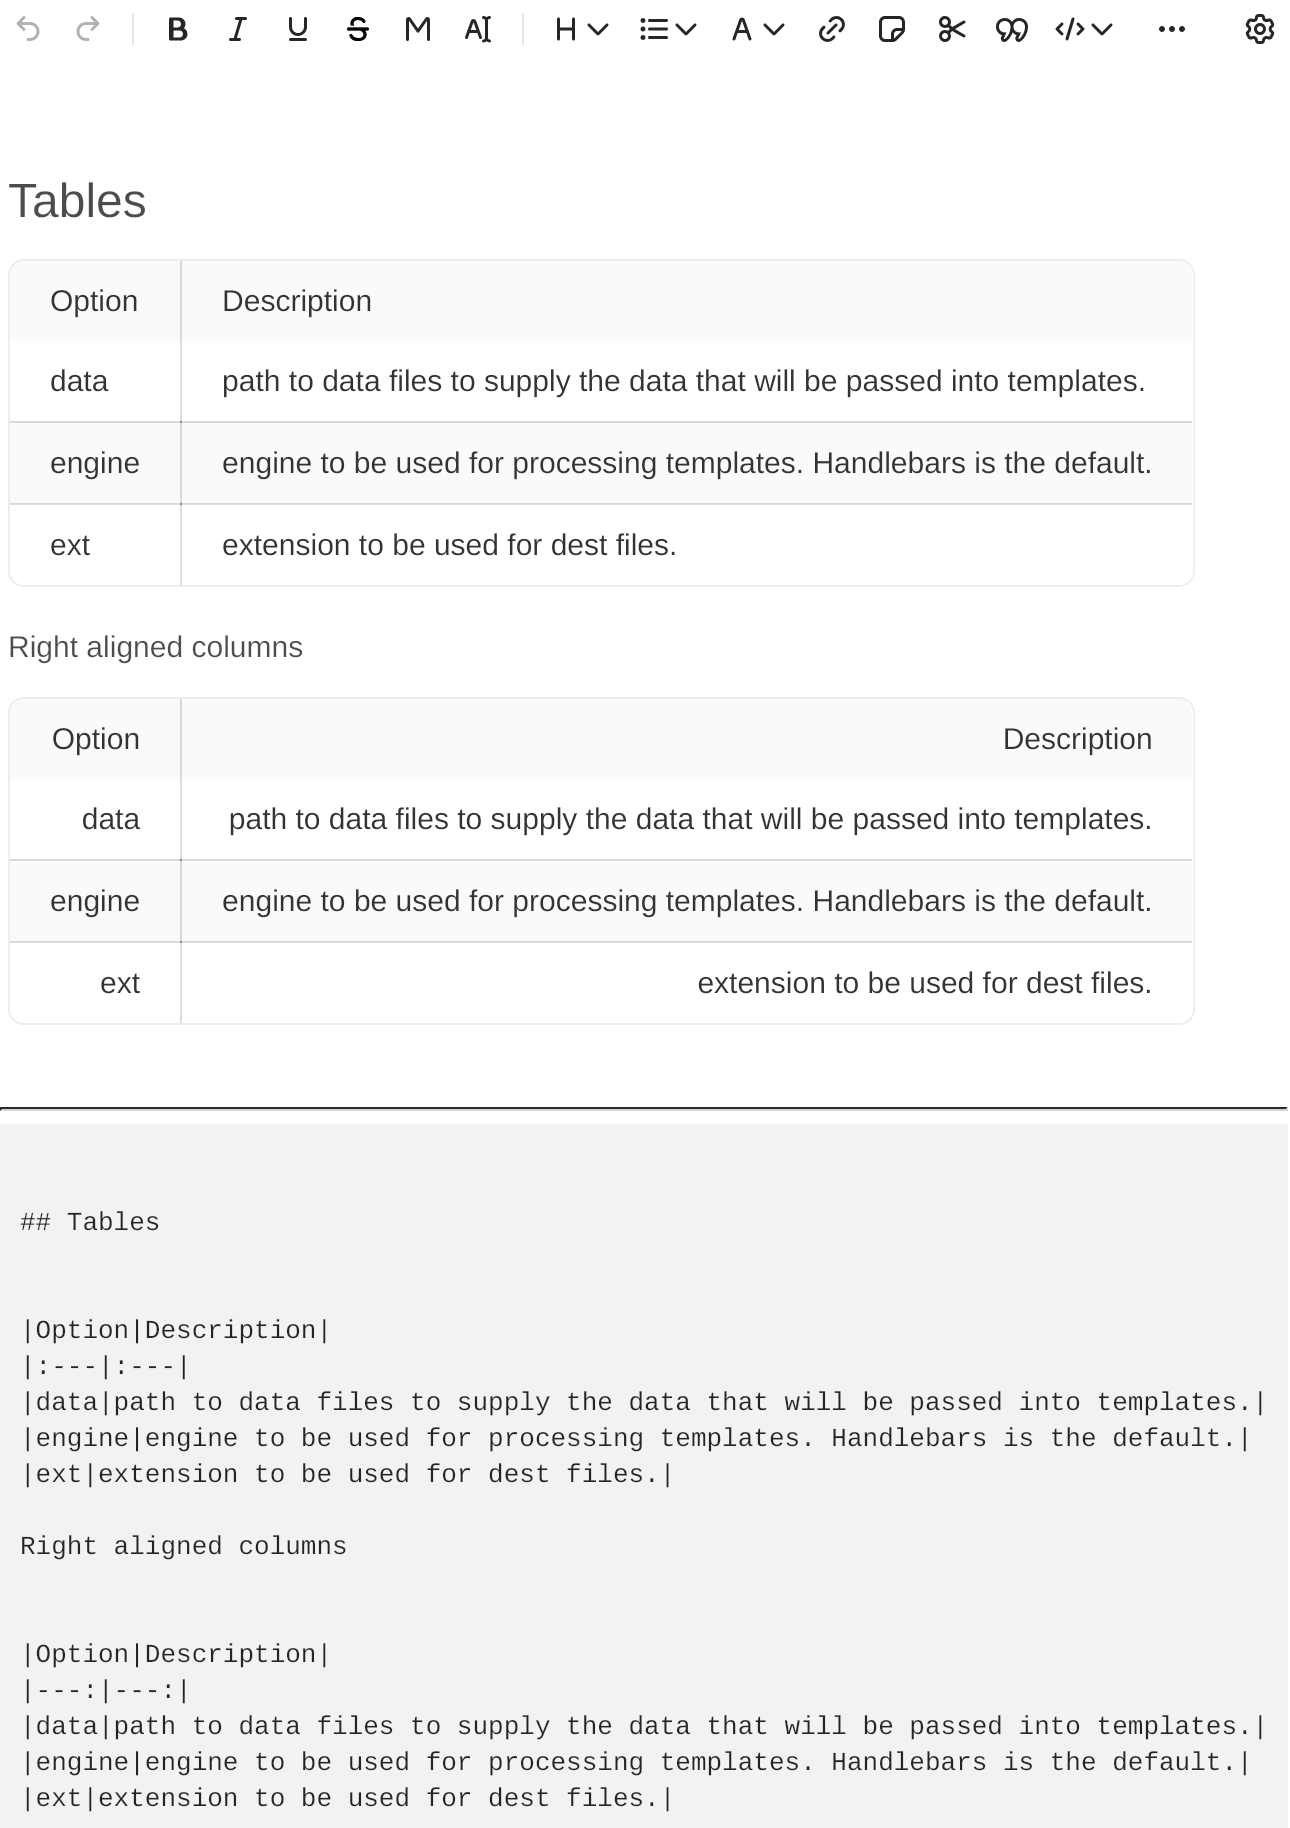 B I U S M AI H A </> ...
Tables
Option Description
data path to data files to supply the data that will be passed into templates.
engine engine to be used for processing templates. Handlebars is the default.
ext extension to be used for dest files.
Right aligned columns
Option Description
data path to data files to supply the data that will be passed into templates.
engine engine to be used for processing templates. Handlebars is the default.
ext extension to be used for dest files.
## Tables
|Option|Description|
|:---|:---|
|data|path to data files to supply the data that will be passed into templates.|
|engine|engine to be used for processing templates. Handlebars is the default.|
|ext|extension to be used for dest files.|
Right aligned columns
|Option|Description|
|---:|---:|
|data|path to data files to supply the data that will be passed into templates.|
|engine|engine to be used for processing templates. Handlebars is the default.|
|ext|extension to be used for dest files.|